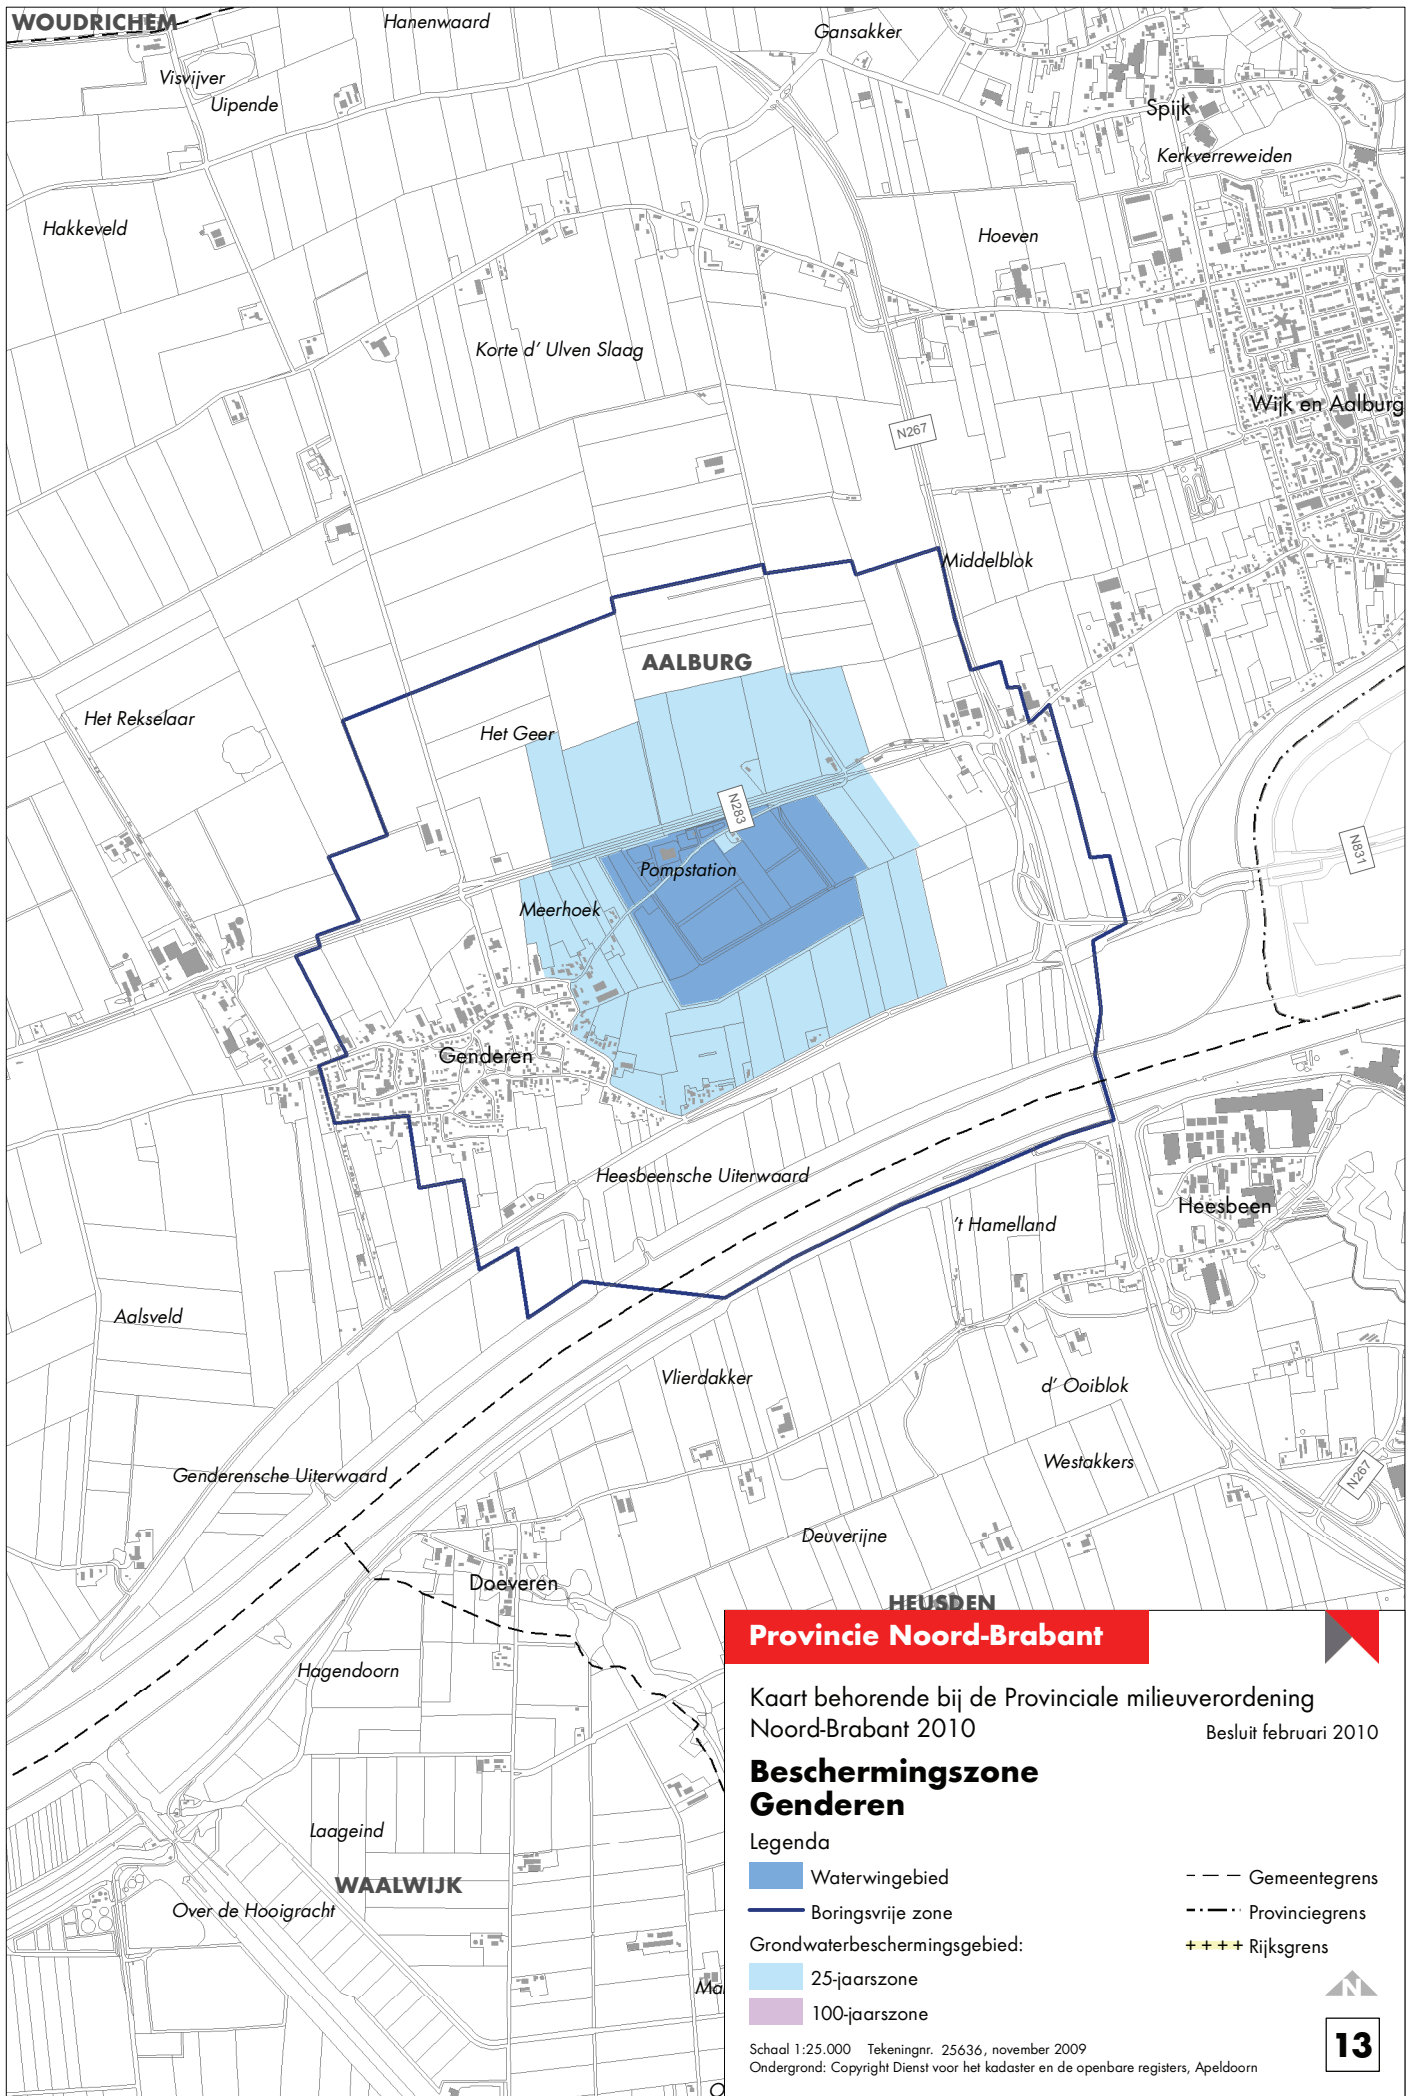 WOUDRICHEM
Hanenwaard
Gansakker
Visvijver
Uipende
Spijk
Kerkverreweiden
Hakkeveld
Hoeven
Korte d' Ulven Slaag
Wijk en Aalburg
N267
Middelblok
AALBURG
Het Rekselaar
Het Geer
N283
N831
Pompstation
Meerhoek
Genderen
Heesbeensche Uiterwaard
Heesbeen
't Hamelland
Aalsveld
Vlierdakker
d' Ooiblok
Westakkers
Genderensche Uiterwaard
N267
Deuverijne
Doeveren
HEUSDEN
Hagendoorn
Laageind
WAALWIJK
Over de Hooigracht
Ma
O
Provincie Noord-Brabant
Kaart behorende bij de Provinciale milieuverordening
Noord-Brabant 2010 Besluit februari 2010
Beschermingszone
Genderen
Legenda
Waterwingebied
Gemeentegrens
Boringsvrije zone
Provinciegrens
Grondwaterbeschermingsgebied:
Rijksgrens
25-jaarszone
N
100-jaarszone
Schaal 1:25.000 Tekeningnr. 25636, november 2009
Ondergrond: Copyright Dienst voor het kadaster en de openbare registers, Apeldoorn
13